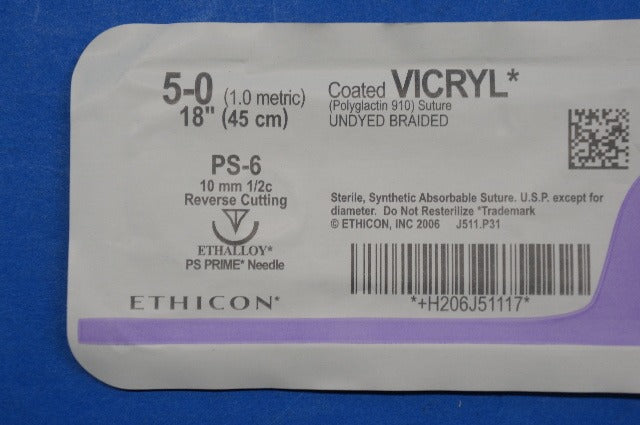 5-0 (1.0 metric)
18" (45 cm)
Coated VICRYL*
(Polyglactin 910) Suture
UNDYED BRAIDED
PS-6
10 mm 1/2c
Reverse Cutting
ETHALLOY*
PS PRIME* Needle
Sterile, Synthetic Absorbable Suture. U.S.P. except for
diameter. Do Not Resterilize *Trademark
© ETHICON, INC 2006 J511.P31
*+H206J51117*
ETHICON*